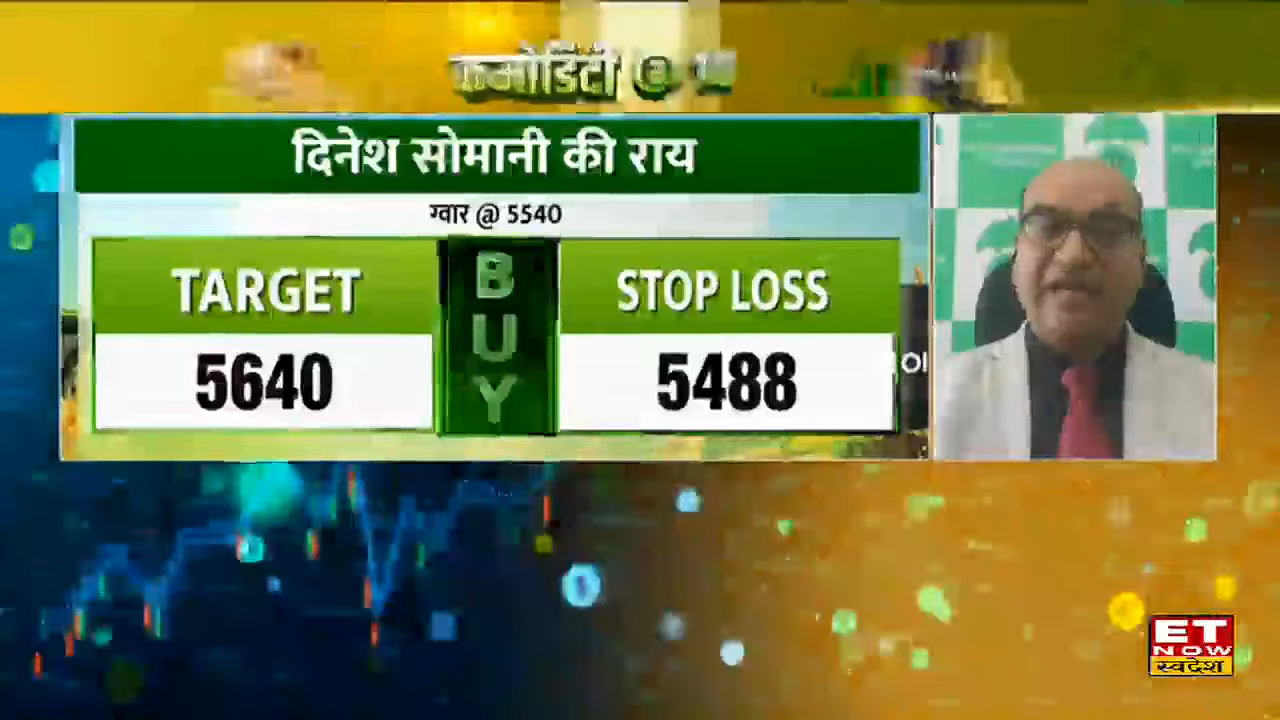 कमोडिटी @
दिनेश सोमानी की राय
ग्वार @ 5540
TARGET
BUY
STOP LOSS
5640
5488
ET
NOW
स्वदेश